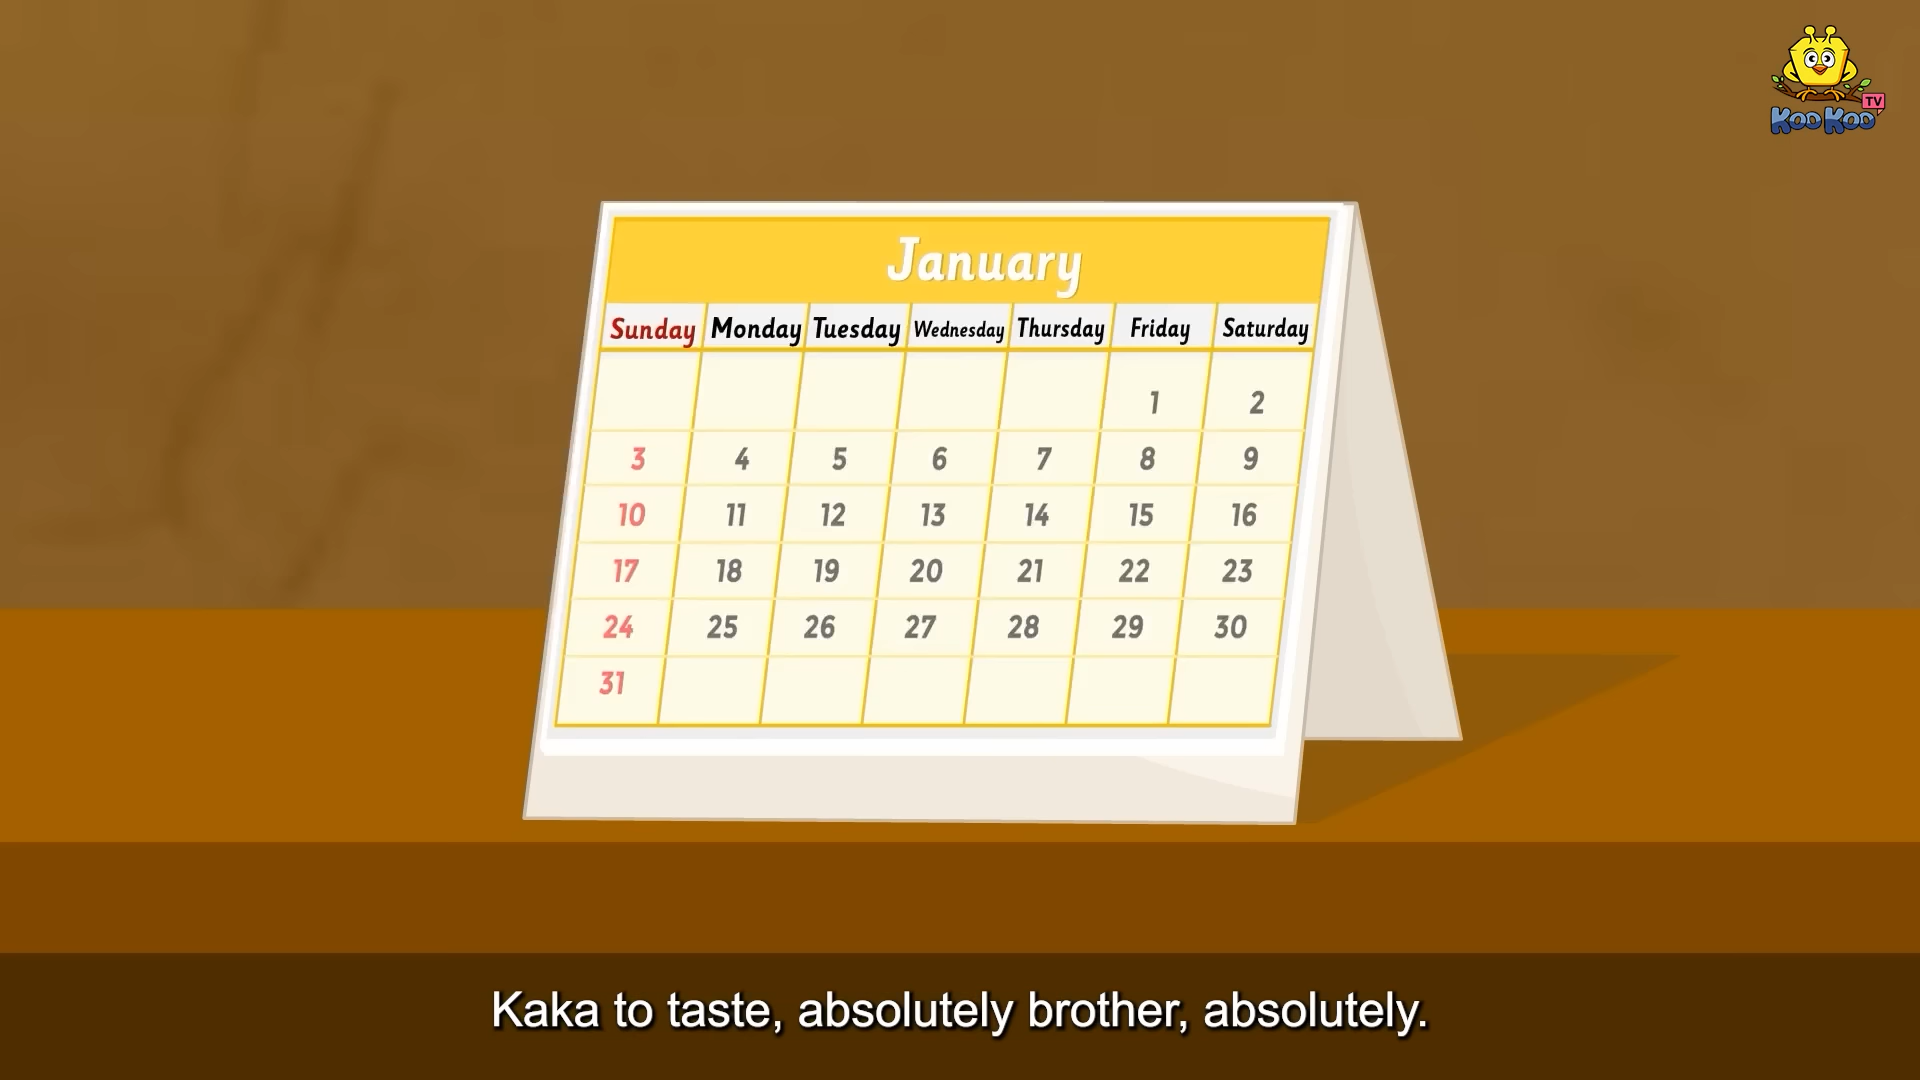 TV
Koo Koo
January
Sunday Monday Tuesday Wednesday Thursday Friday Saturday
1 2
3 4 5 6 7 8 9
10 11 12 13 14 15 16
17 18 19 20 21 22 23
24 25 26 27 28 29 30
31
Kaka to taste, absolutely brother, absolutely.